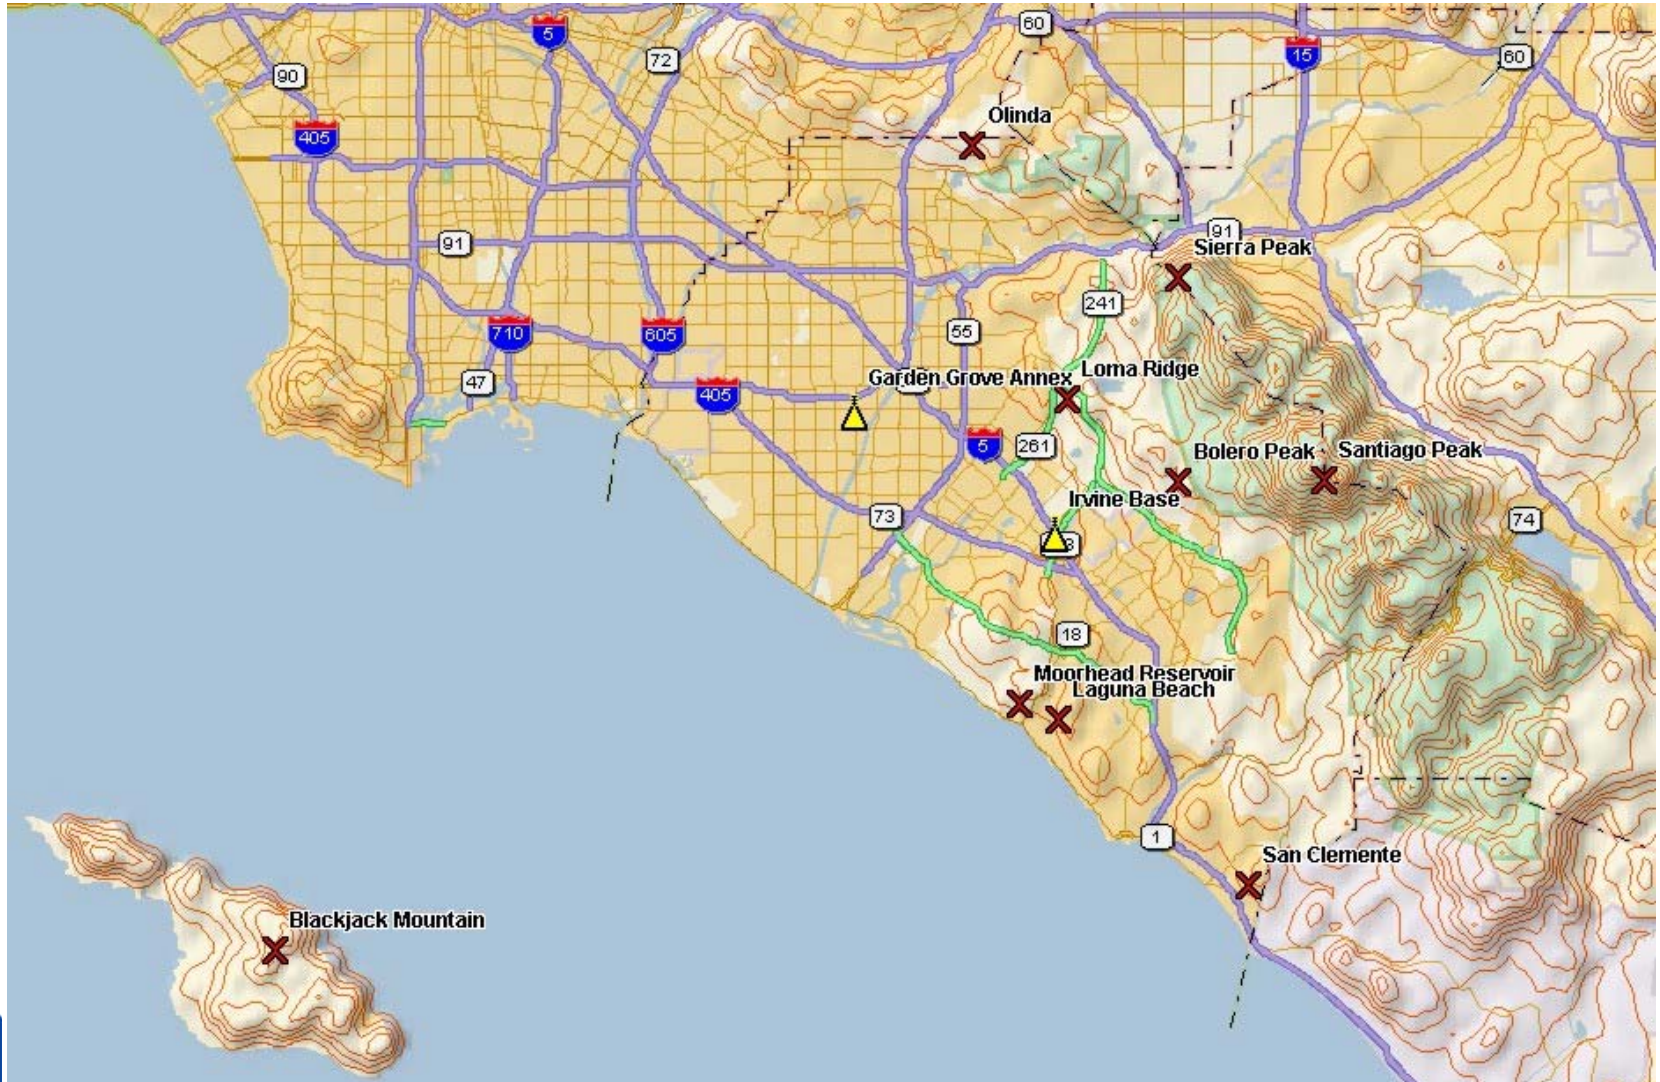 5
60
72
15
60
90
405
Olinda
91
91
Sierra Peak
241
710
605
55
Loma Ridge
Garden Grove Annex
47
405
5
261
Bolero Peak
Santiago Peak
Irvine Base
73
74
18
Moorhead Reservoir
Laguna Beach
1
San Clemente
Blackjack Mountain